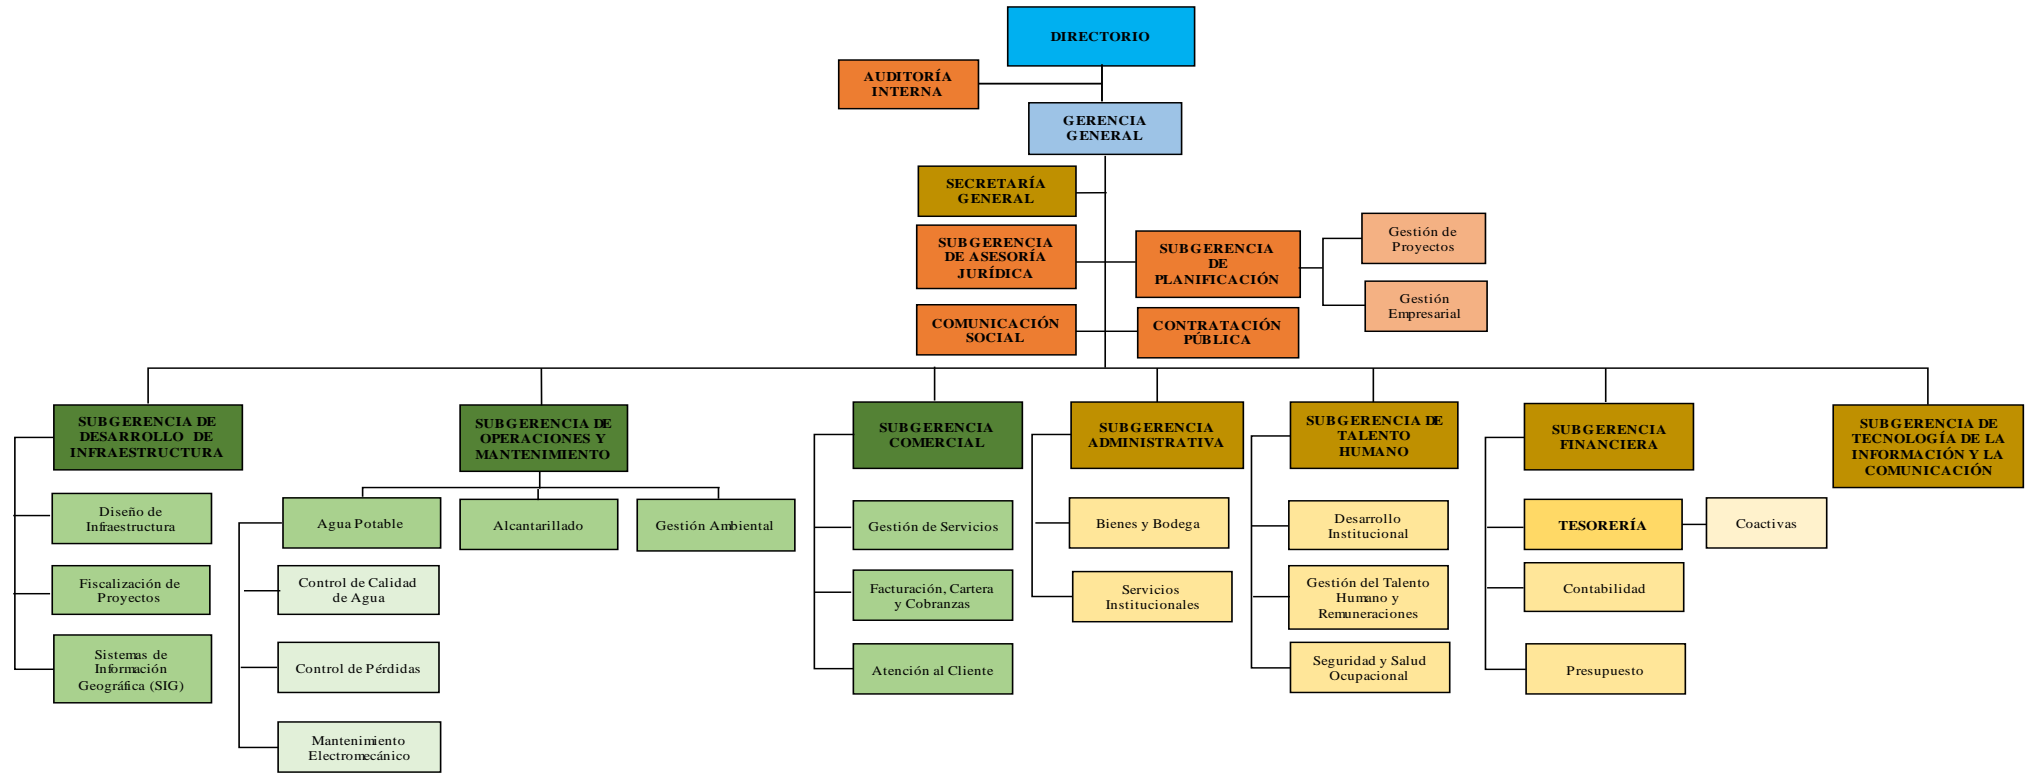 DIRECTORIO
AUDITORÍA
INTERNA
GERENCIA
GENERAL
SECRETARÍA
GENERAL
SUBGERENCIA
DE ASESORÍA
JURÍDICA
SUBGERENCIA
DE
PLANIFICACIÓN
Gestión de
Proyectos
Gestión
Empresarial
COMUNICACIÓN
SOCIAL
CONTRATACIÓN
PÚBLICA
SUBGERENCIA DE
DESARROLLO DE
INFRAESTRUCTURA
SUBGERENCIA DE
OPERACIONES Y
MANTENIMIENTO
SUBGERENCIA
COMERCIAL
SUBGERENCIA
ADMINISTRATIVA
SUBGERENCIA DE
TALENTO
HUMANO
SUBGERENCIA
FINANCIERA
SUBGERENCIA DE
TECNOLOGÍA DE LA
INFORMACIÓN Y LA
COMUNICACIÓN
Diseño de
Infraestructura
Agua Potable
Alcantarillado
Gestión Ambiental
Gestión de Servicios
Bienes y Bodega
Desarrollo
Institucional
TESORERÍA
Coactivas
Fiscalización de
Proyectos
Control de Calidad
de Agua
Facturación, Cartera
y Cobranzas
Servicios
Institucionales
Gestión del Talento
Humano y
Remuneraciones
Contabilidad
Sistemas de
Información
Geográfica (SIG)
Control de Pérdidas
Atención al Cliente
Seguridad y Salud
Ocupacional
Presupuesto
Mantenimiento
Electromecánico